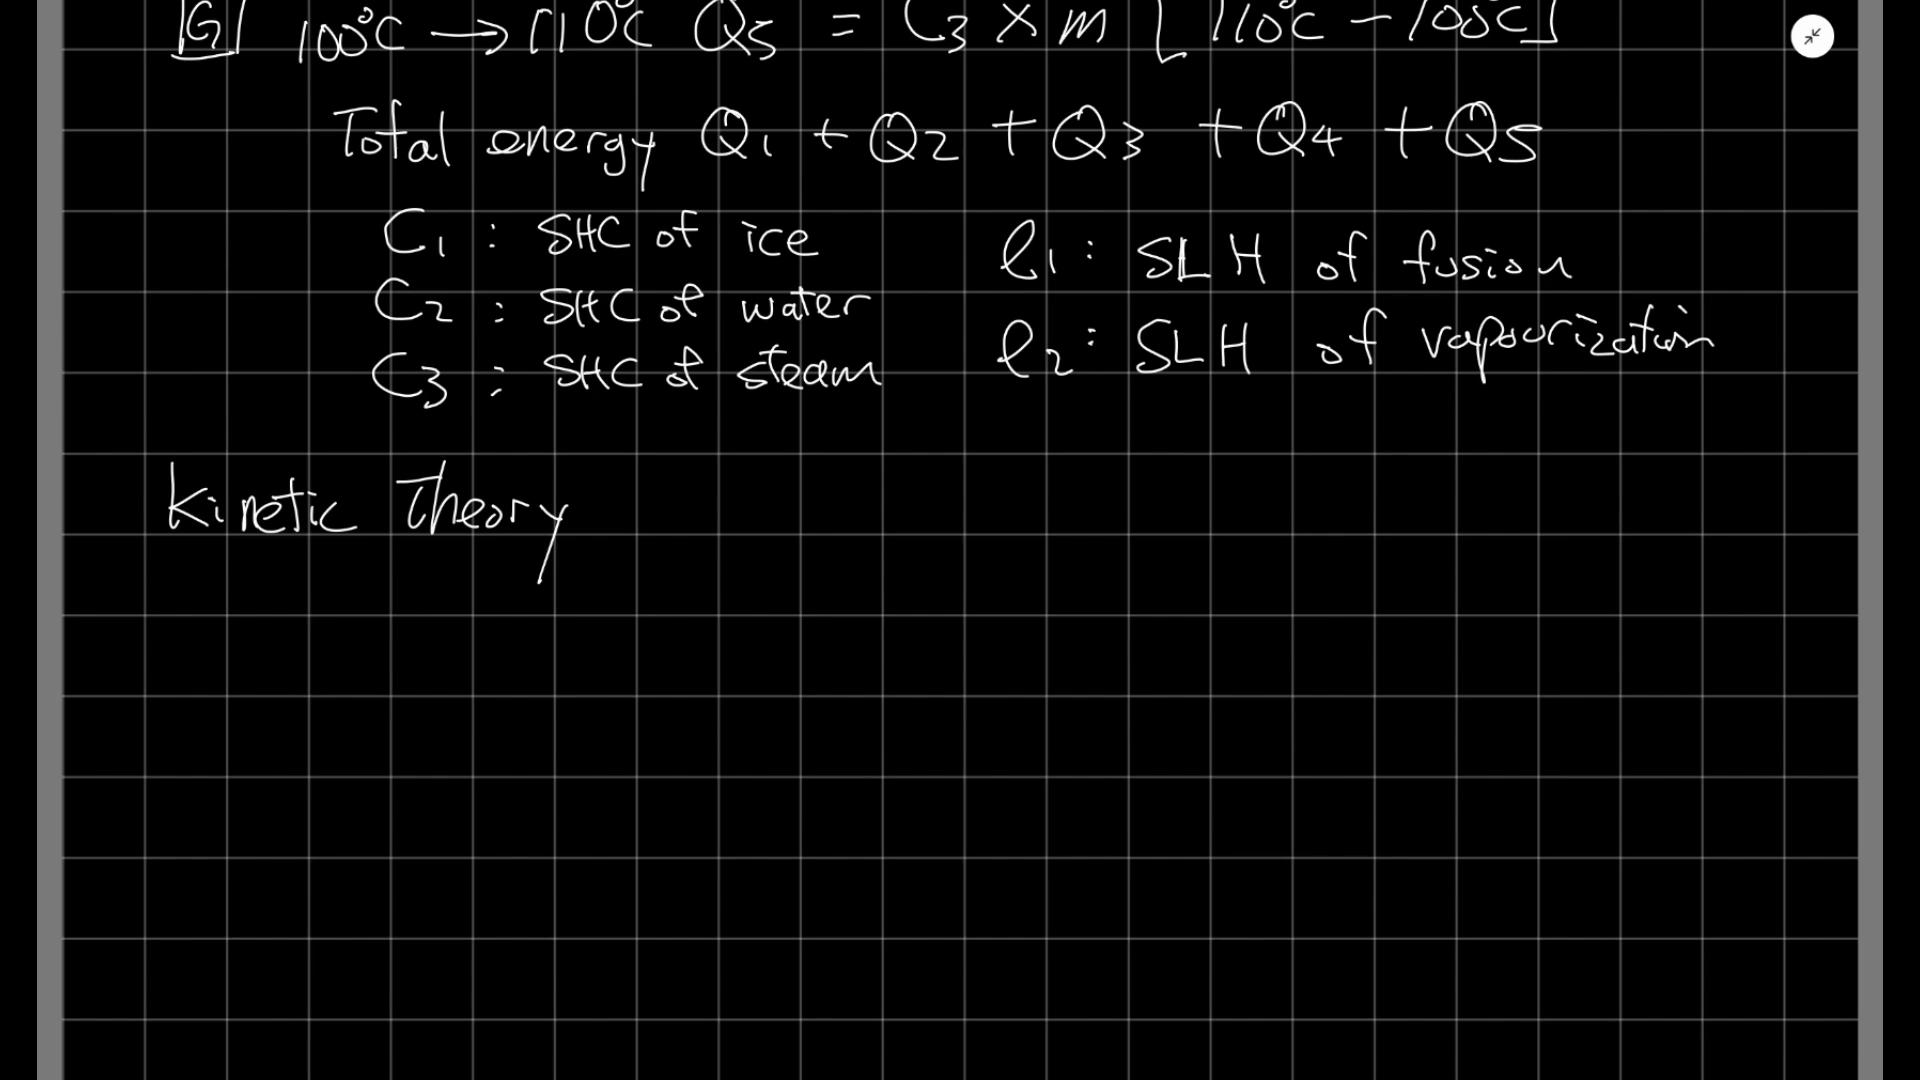 [G] 100°C → 110°C Q5 = C3 × m [110°C - 100°C]
Total energy Q1 + Q2 + Q3 + Q4 + Q5
C1 : SHC of ice
C2 : SHC of water
C3 : SHC of steam
l1 : SLH of fusion
l2 : SLH of vapourization
Kinetic Theory